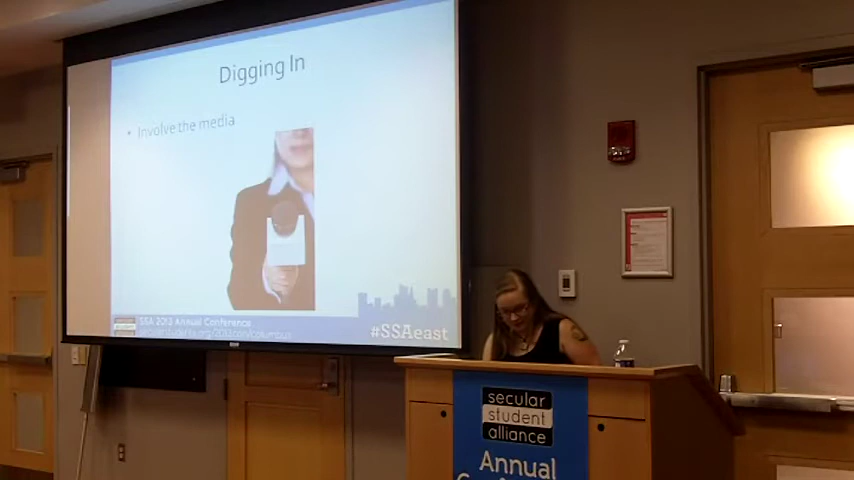 Digging In
• Involve the media
SSA 2013 Annual Conference
#SSAeast
secular
student
alliance
Annual